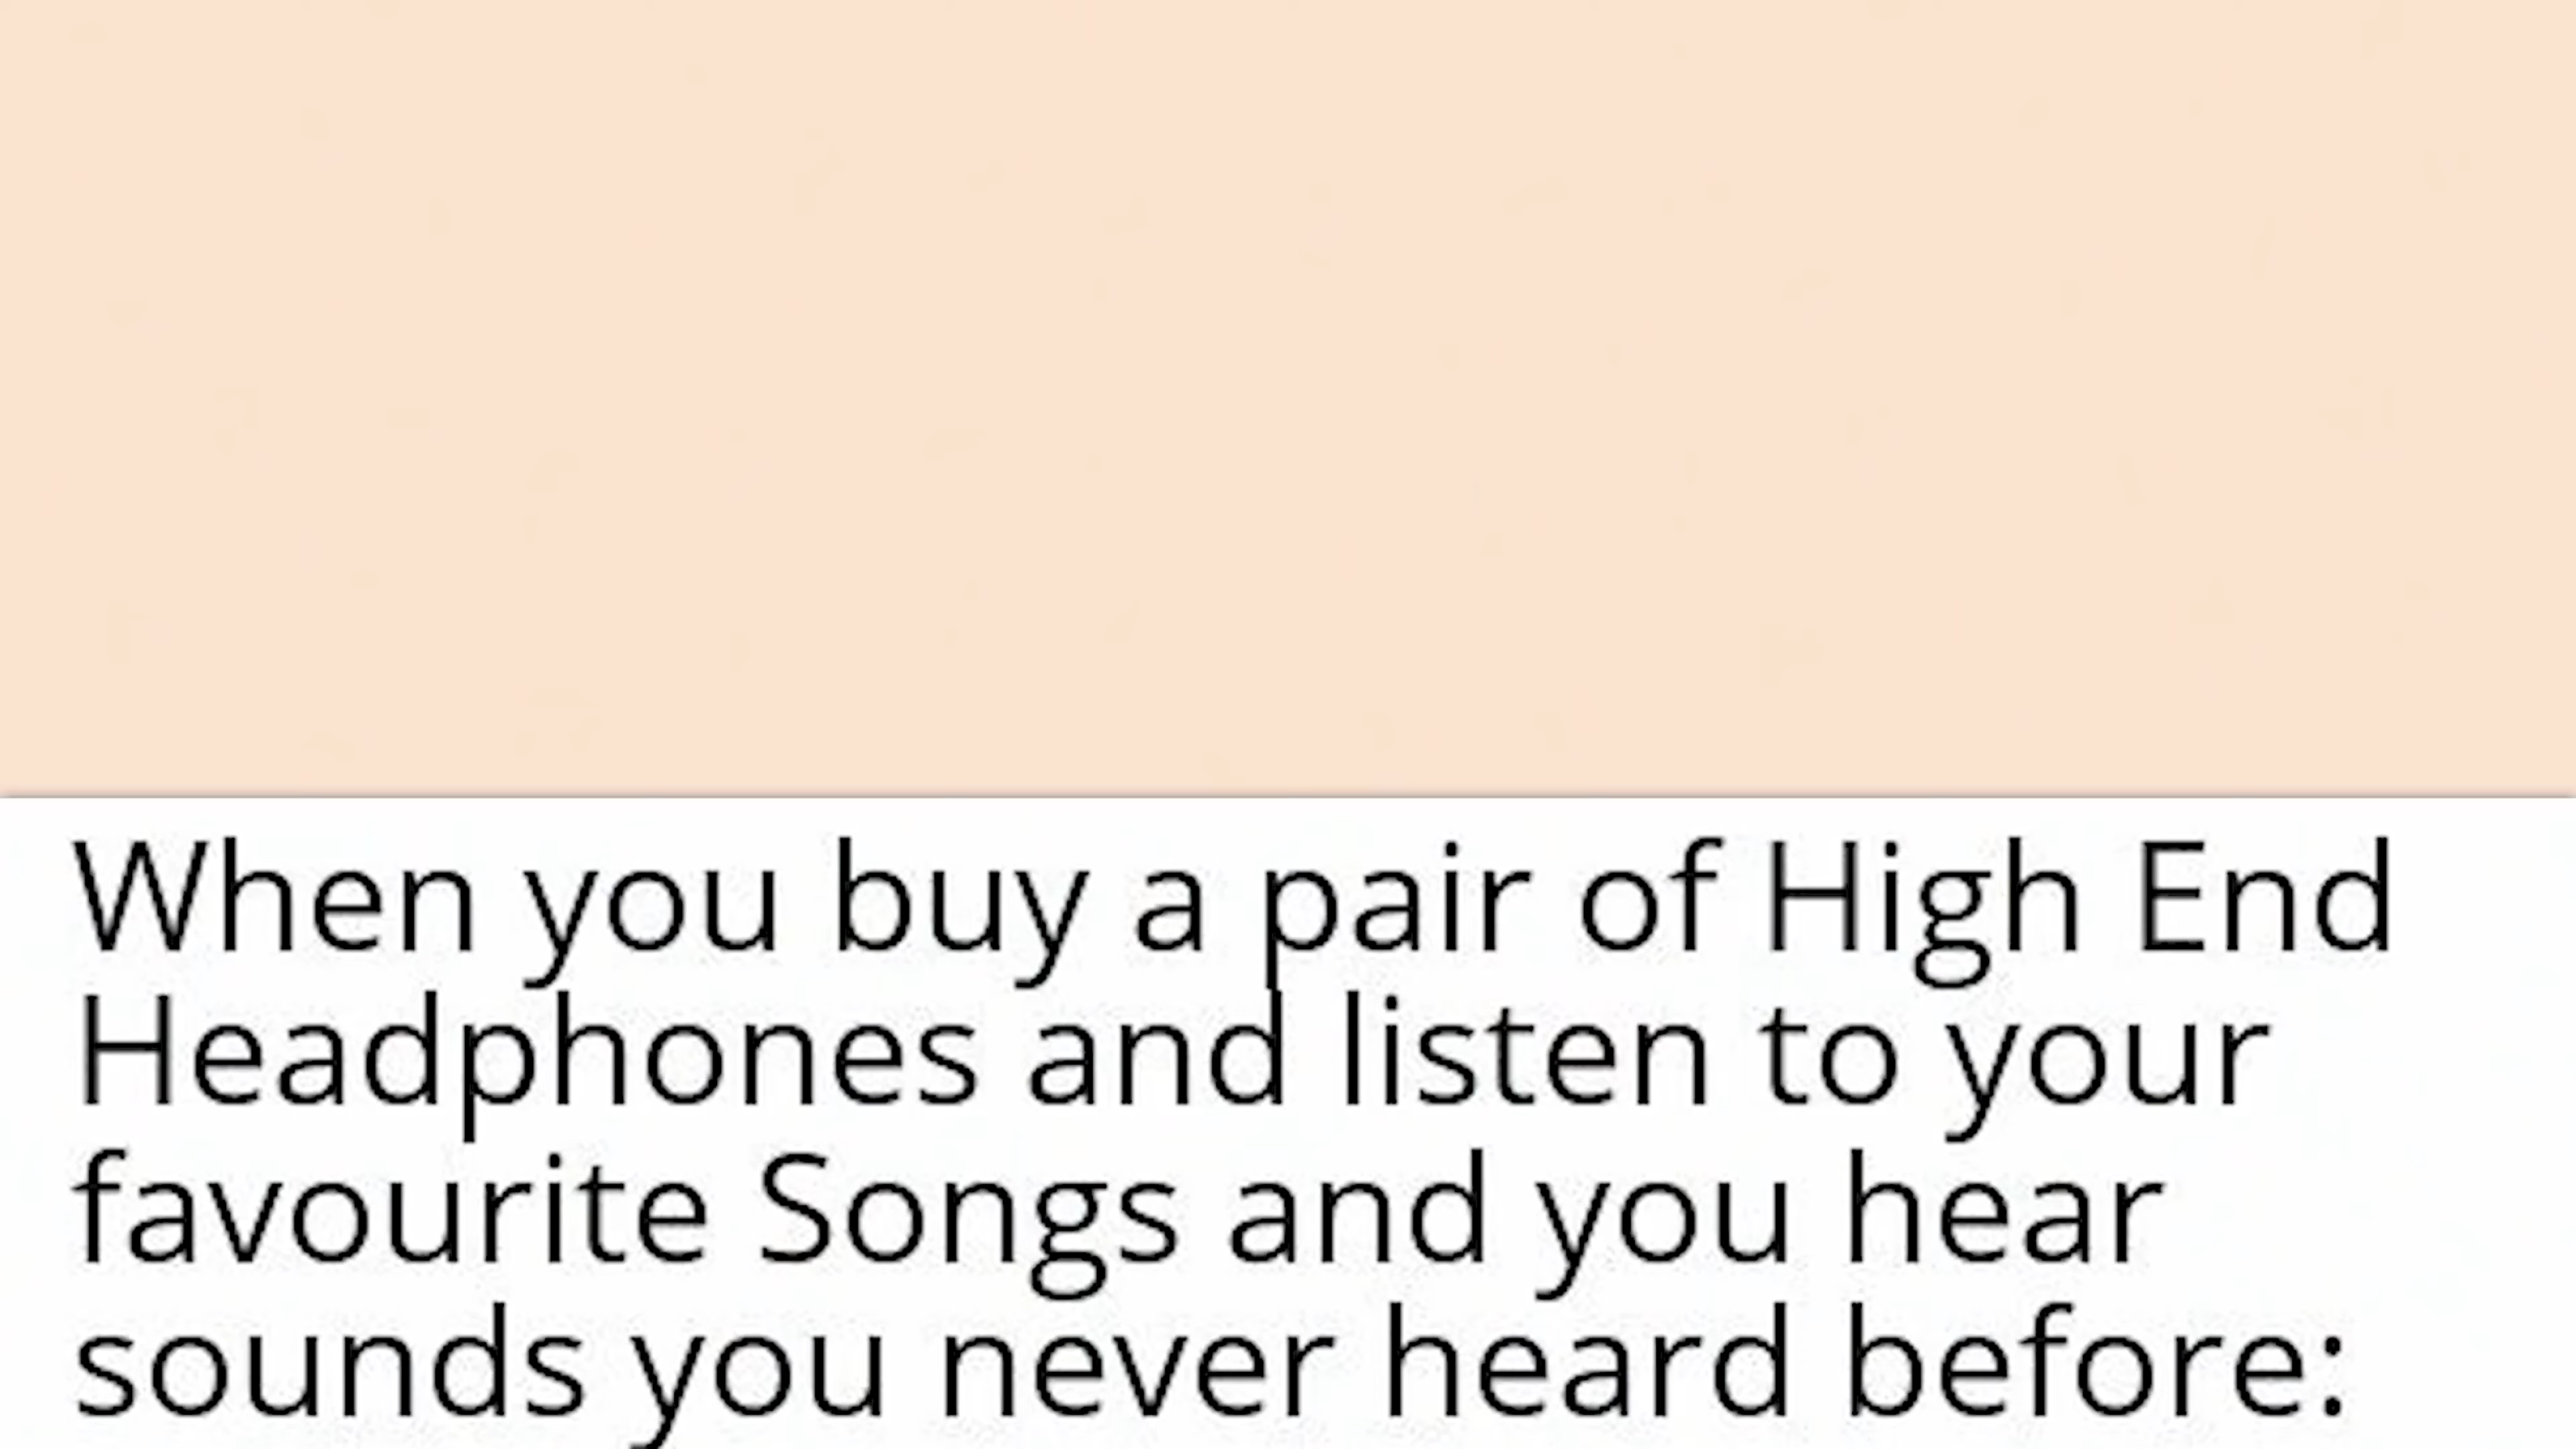 When you buy a pair of High End
Headphones and listen to your
favourite Songs and you hear
sounds you never heard before: